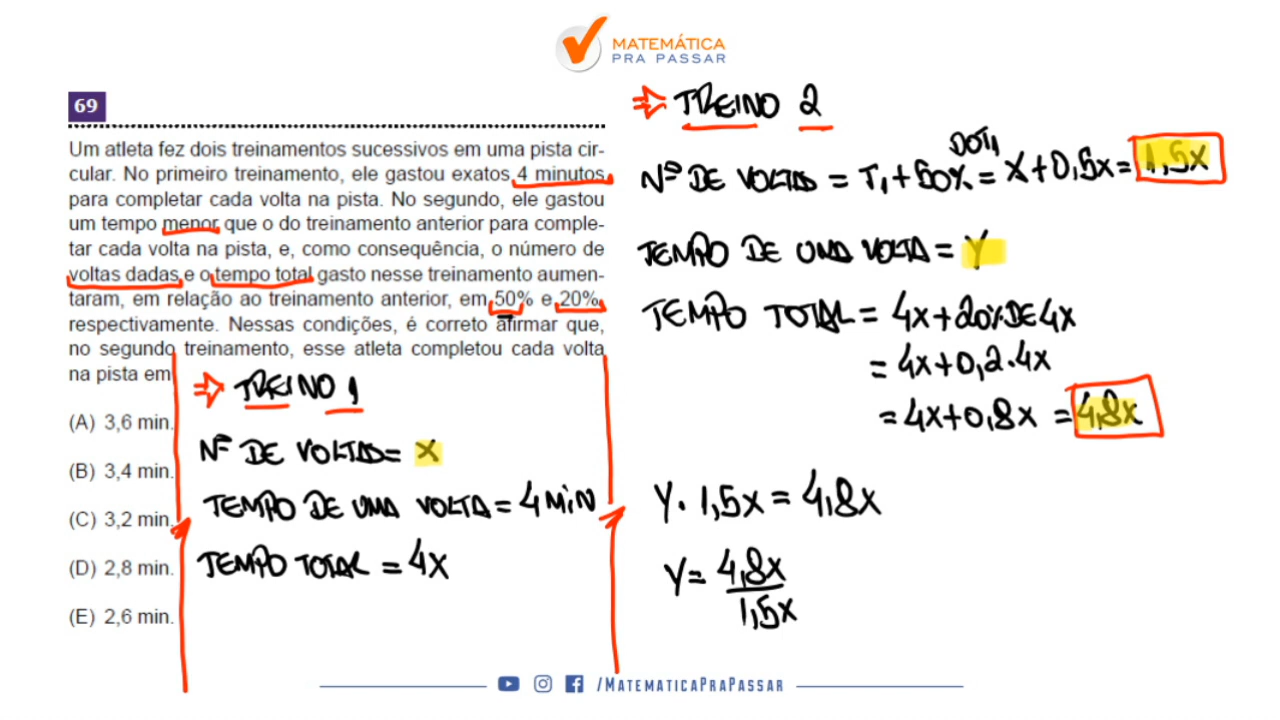 MATEMÁTICA
PRA PASSAR
69
Um atleta fez dois treinamentos sucessivos em uma pista cir-
cular. No primeiro treinamento, ele gastou exatos 4 minutos
para completar cada volta na pista. No segundo, ele gastou
um tempo menor que o do treinamento anterior para comple-
tar cada volta na pista, e, como consequência, o número de
voltas dadas e o tempo total gasto nesse treinamento aumen-
taram, em relação ao treinamento anterior, em 50% e 20%,
respectivamente. Nessas condições, é correto afirmar que,
no segundo treinamento, esse atleta completou cada volta
na pista em
(A) 3,6 min.
(B) 3,4 min.
(C) 3,2 min.
(D) 2,8 min.
(E) 2,6 min.
⇒ TREINO 1
Nº DE VOLTAS = X
TEMPO DE UMA VOLTA = 4 MIN
TEMPO TOTAL = 4X
⇒ TREINO 2
DO T1
Nº DE VOLTAS = T1 + 50% = X + 0,5X = 1,5X
TEMPO DE UMA VOLTA = Y
TEMPO TOTAL = 4X + 20% DE 4X
= 4X + 0,2 . 4X
= 4X + 0,8X = 4,8X
Y . 1,5X = 4,8X
Y = 4,8X
1,5X
/MATEMATICAPRAPASSAR